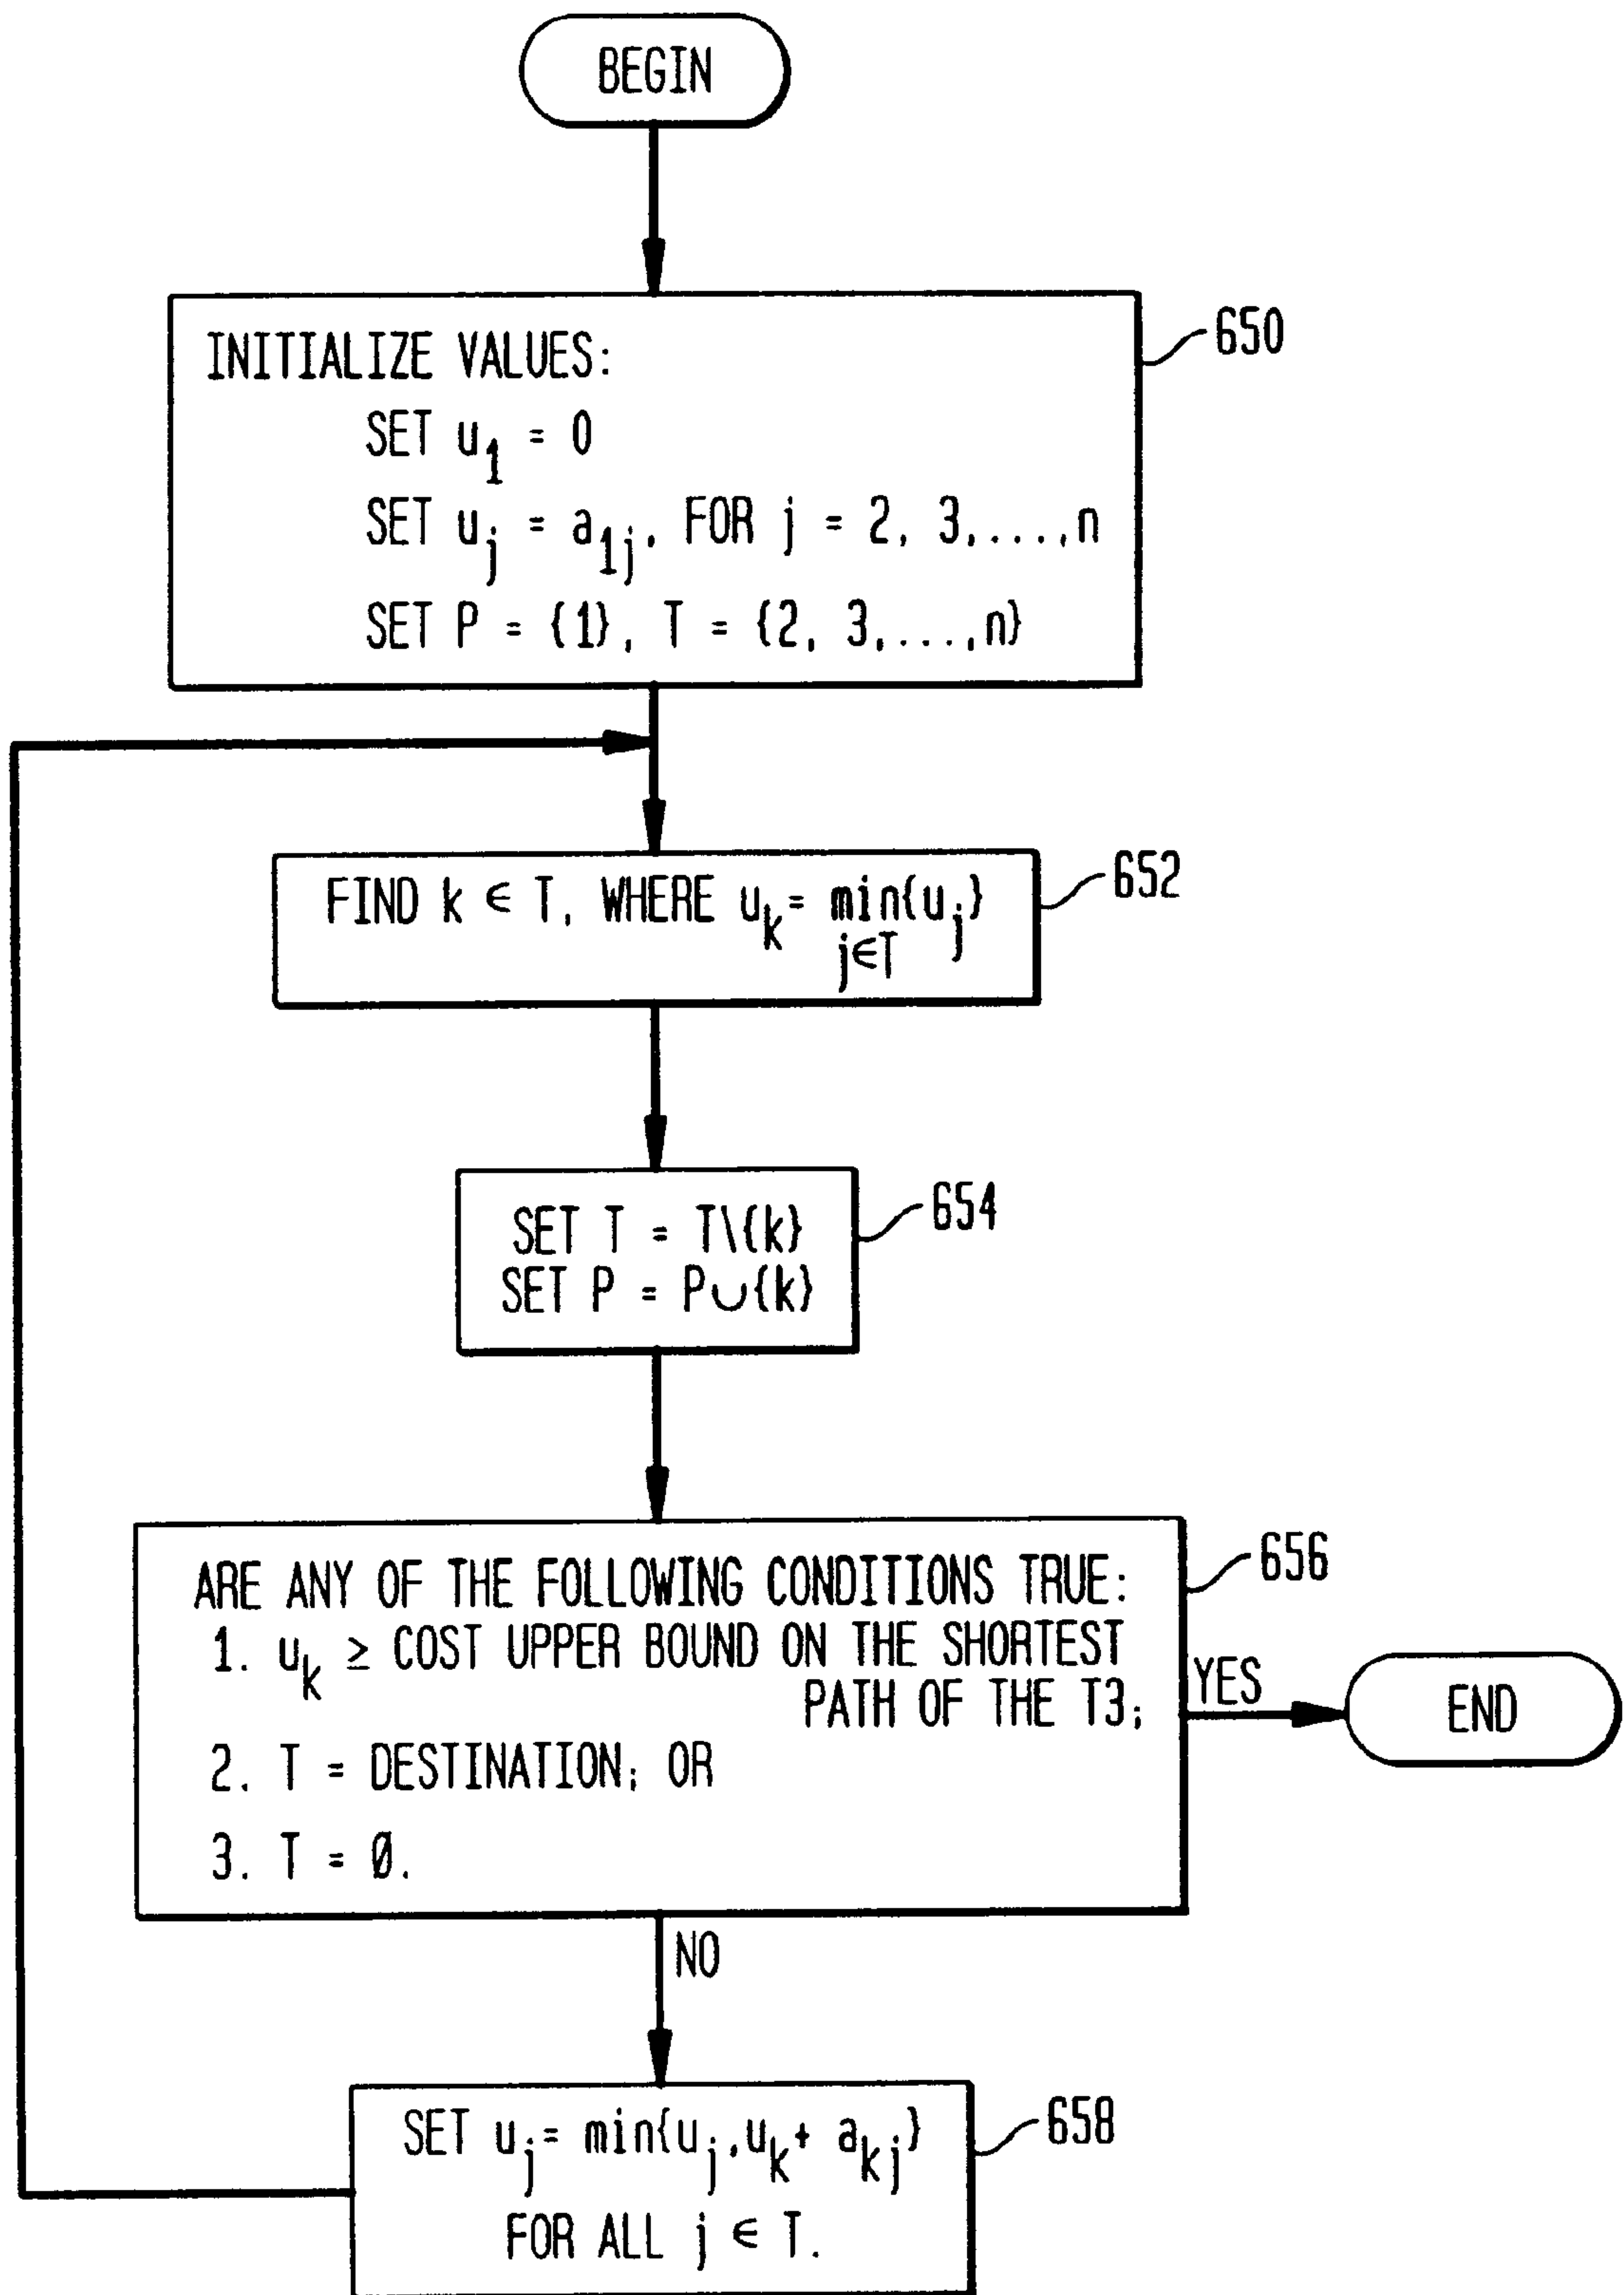 BEGIN
650
INITIALIZE VALUES:
SET u₁ = 0
SET uⱼ = a₁ⱼ, FOR j = 2, 3,...,n
SET P = {1}, T = {2, 3,...,n}
652
FIND k ∈ T, WHERE uₖ= min{uⱼ}
j∈T
654
SET T = T\{k}
SET P = P∪{k}
656
ARE ANY OF THE FOLLOWING CONDITIONS TRUE:
1. uₖ ≥ COST UPPER BOUND ON THE SHORTEST
PATH OF THE T3;
2. T = DESTINATION; OR
3. T = Ø.
YES
END
NO
658
SET uⱼ= min{uⱼ,uₖ+ aₖⱼ}
FOR ALL j ∈ T.